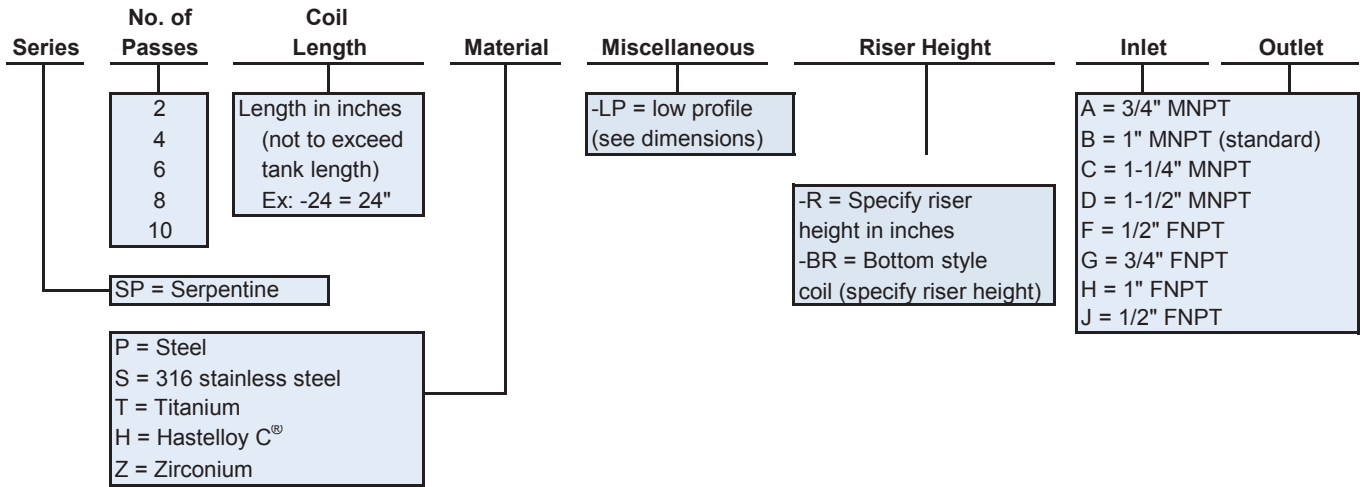 No. of
Coil
Series
Passes
Length
Material
Miscellaneous
Riser Height
Inlet
Outlet
2
4
6
8
10
Length in inches
(not to exceed
tank length)
Ex: -24 = 24"
-LP = low profile
(see dimensions)
-R = Specify riser
height in inches
-BR = Bottom style
coil (specify riser height)
A = 3/4" MNPT
B = 1" MNPT (standard)
C = 1-1/4" MNPT
D = 1-1/2" MNPT
F = 1/2" FNPT
G = 3/4" FNPT
H = 1" FNPT
J = 1/2" FNPT
SP = Serpentine
P = Steel
S = 316 stainless steel
T = Titanium
H = Hastelloy C®
Z = Zirconium